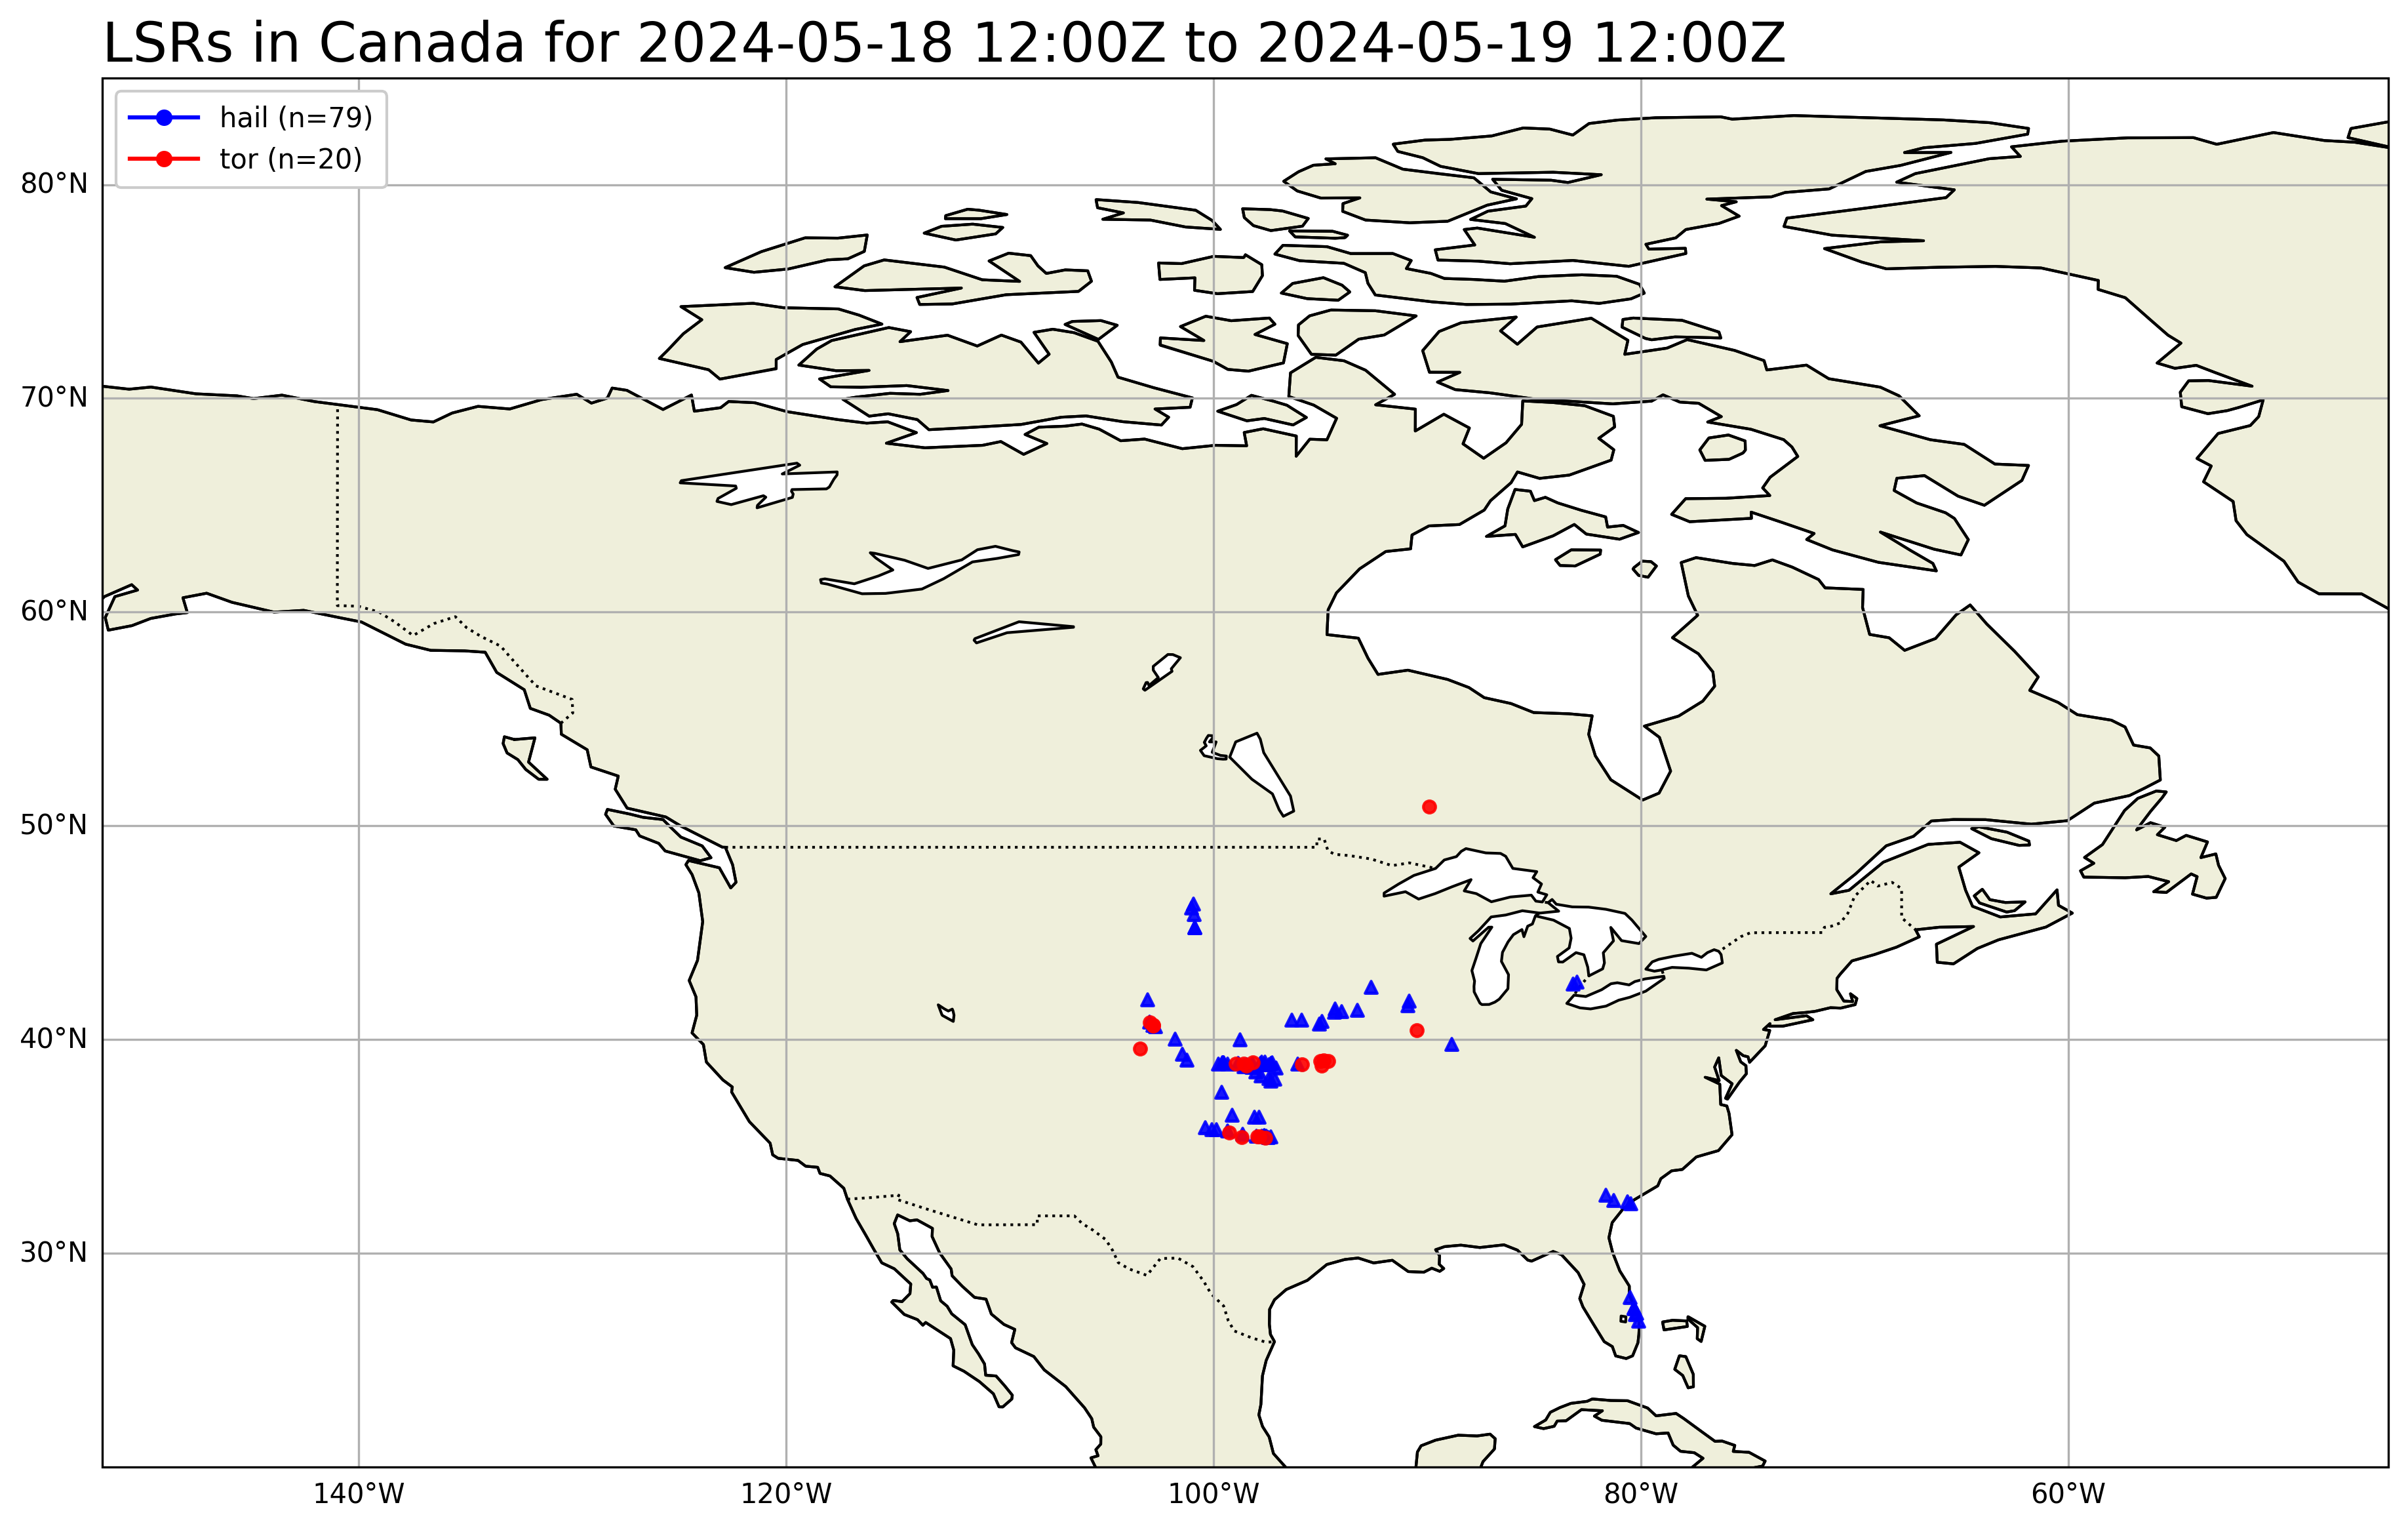 LSRs in Canada for 2024-05-18 12:00Z to 2024-05-19 12:00Z
hail (n=79)
tor (n=20)
80°N
70°N
60°N
50°N
40°N
30°N
140°W
120°W
100°W
80°W
60°W